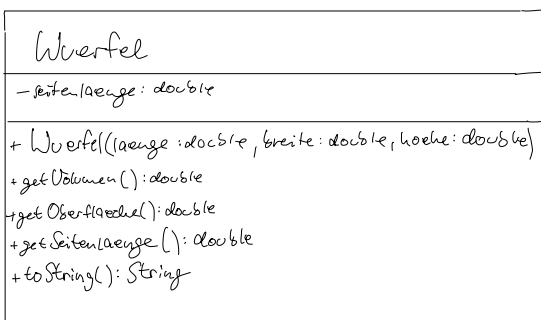 Wuerfel
- seitenlaenge: double
+ Wuerfel(laenge: double, breite: double, hoehe: double)
+ getVolumen(): double
+ getOberflaeche(): double
+ getSeitenlaenge(): double
+ toString(): String